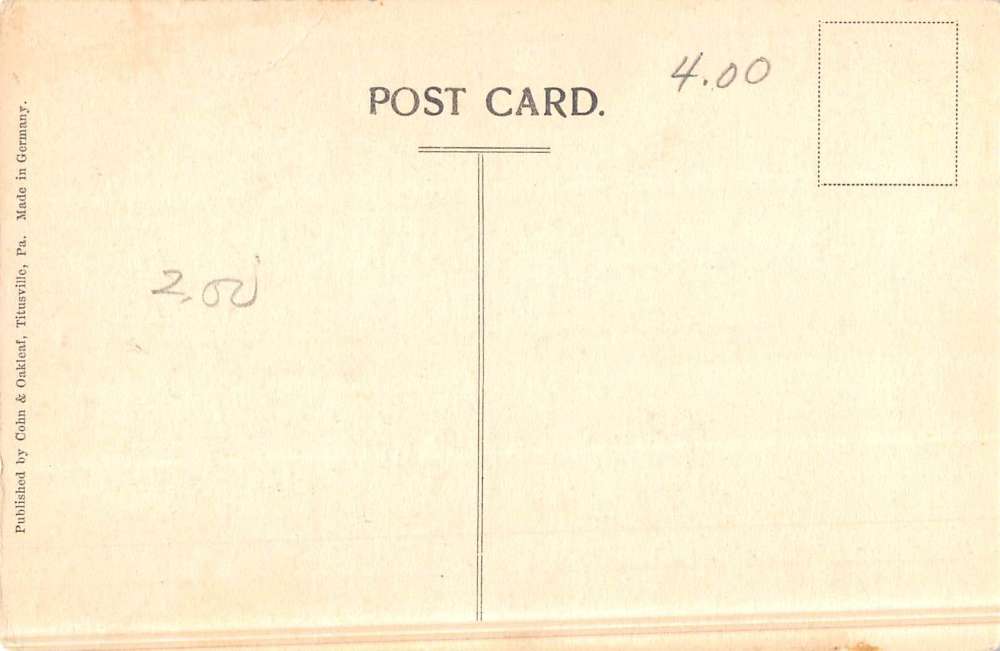 POST CARD.
4.00
2.00
Published by Cohn & Oakleaf, Titusville, Pa. Made in Germany.